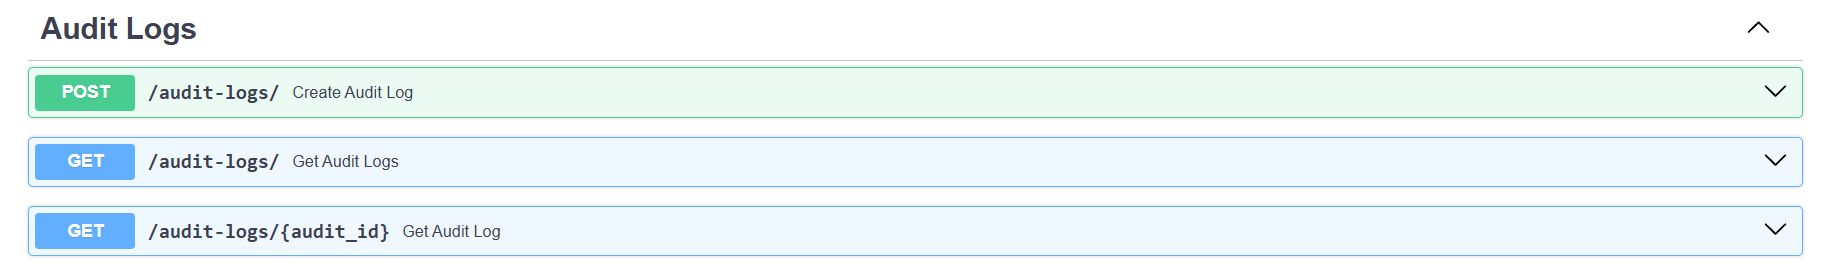 Audit Logs
POST /audit-logs/ Create Audit Log
GET /audit-logs/ Get Audit Logs
GET /audit-logs/{audit_id} Get Audit Log